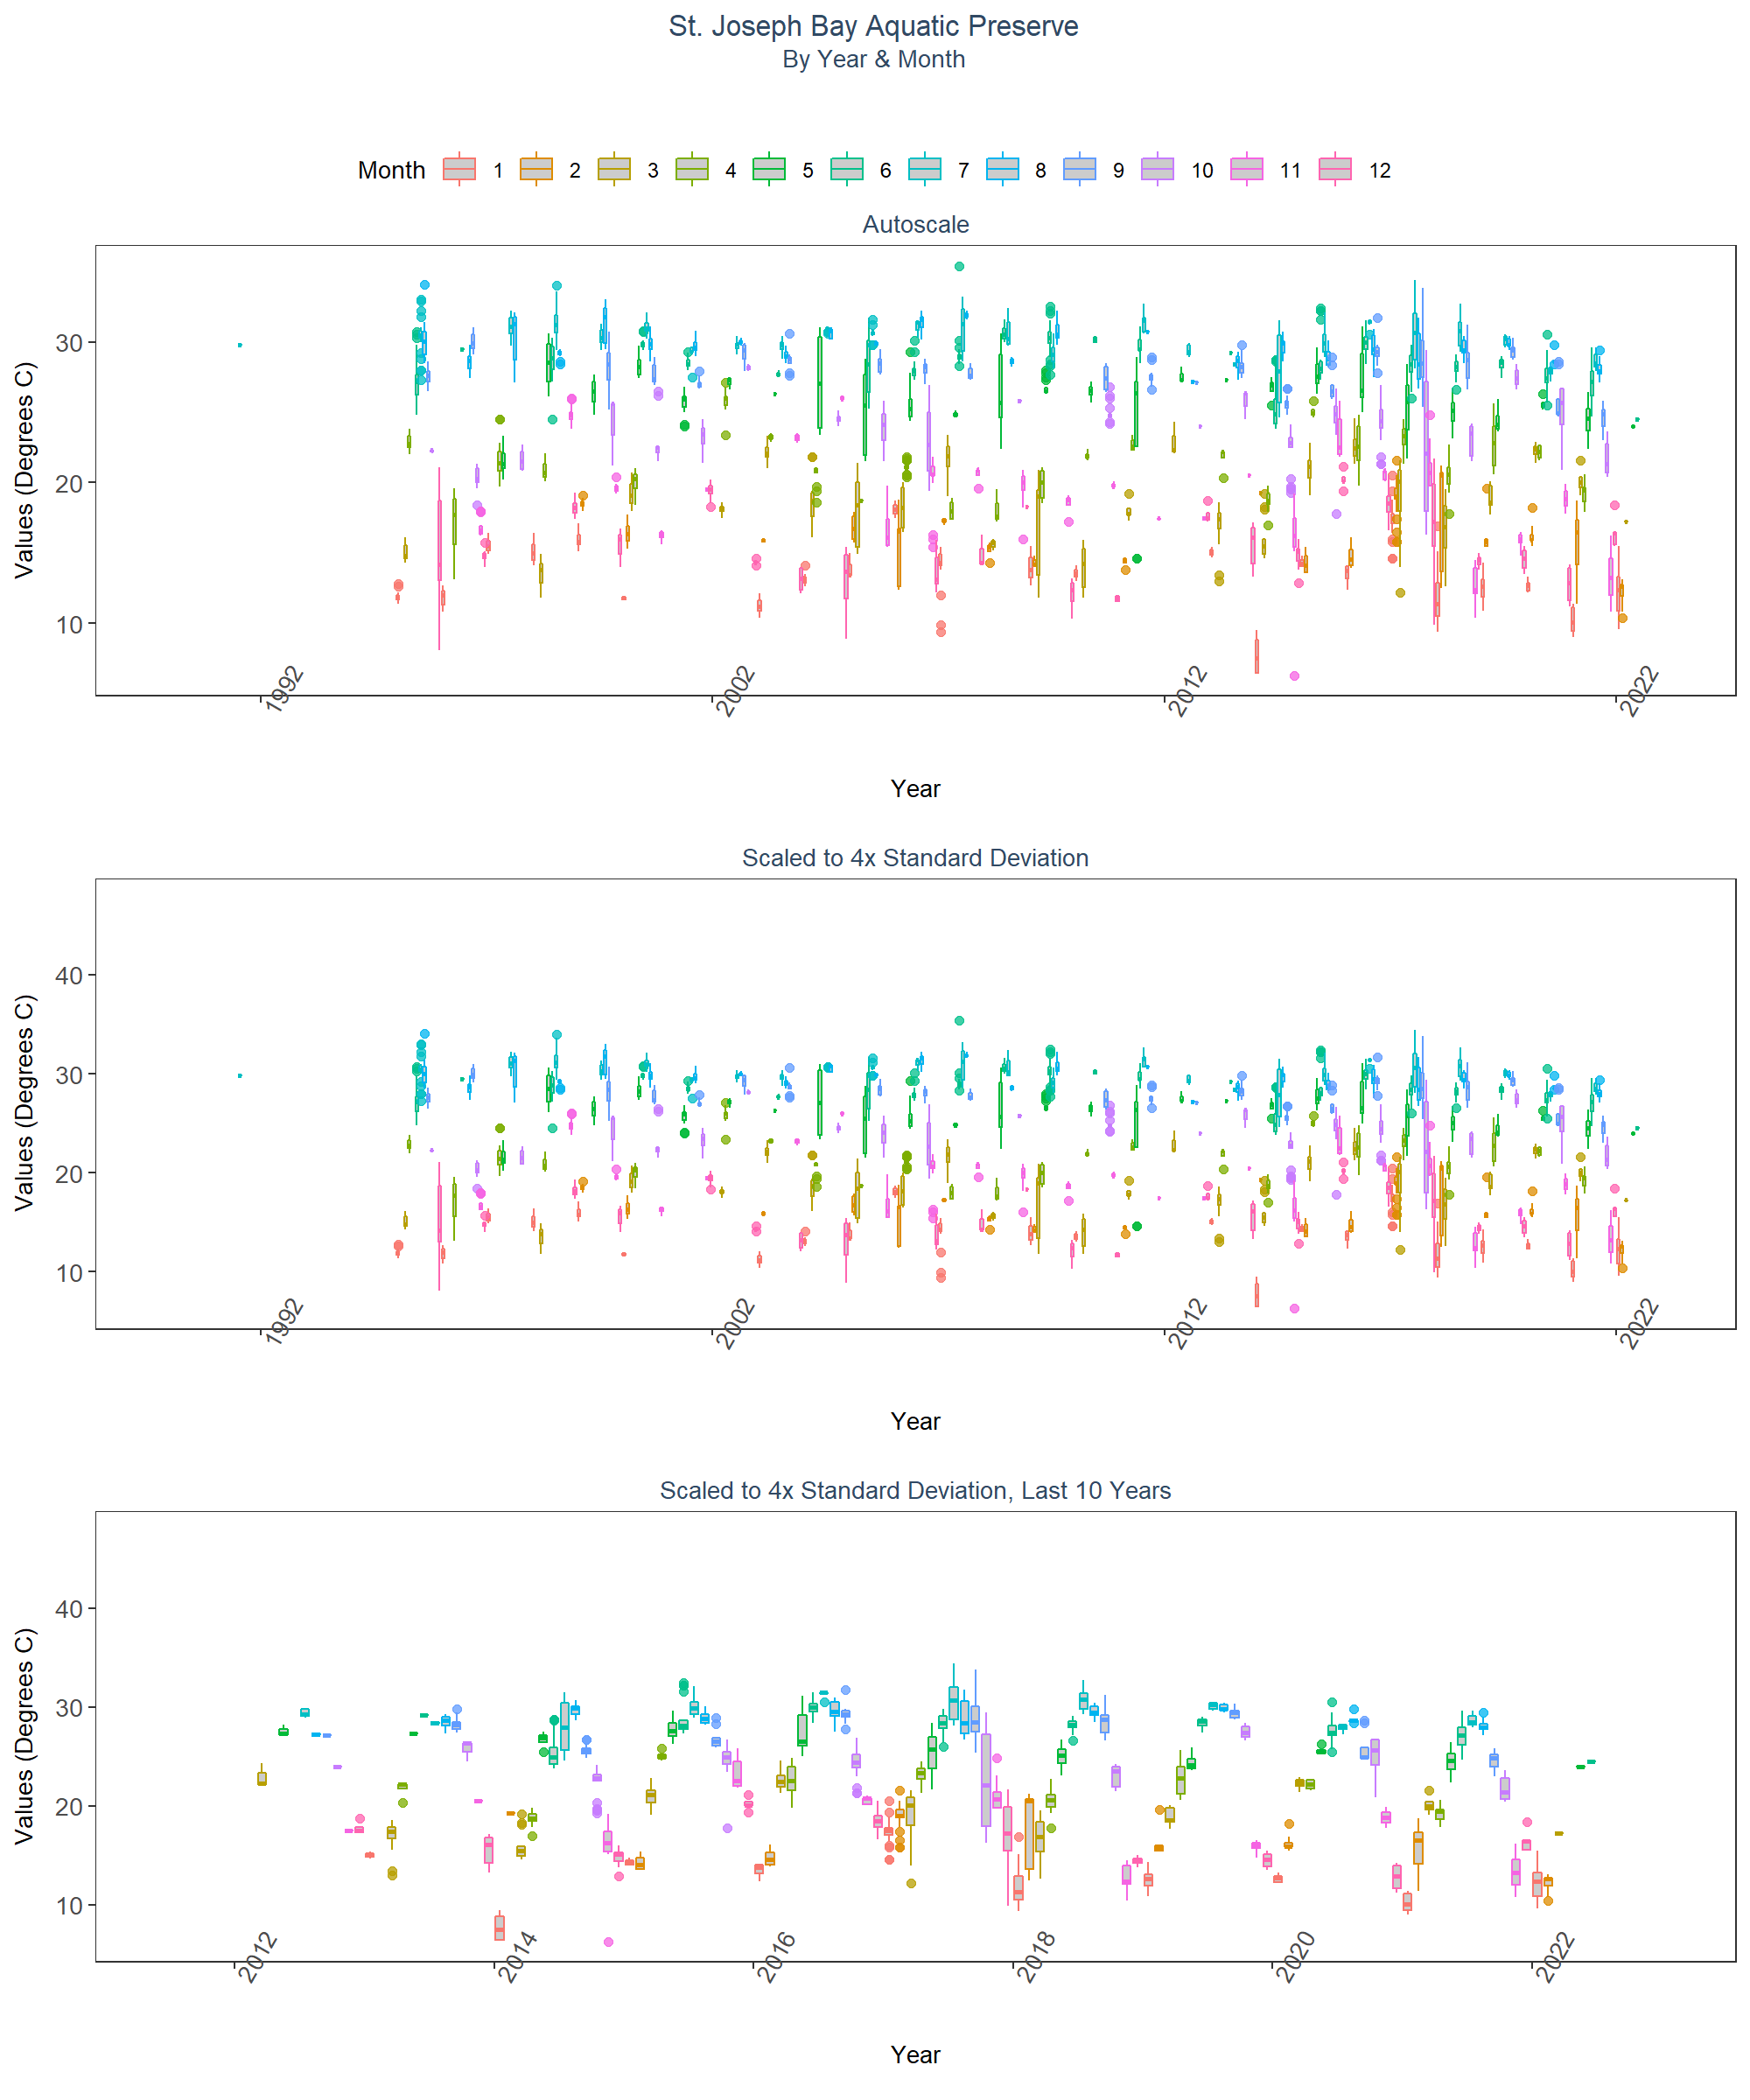 St. Joseph Bay Aquatic Preserve
By Year & Month
Month 1 2 3 4 5 6 7 8 9 10 11 12
Autoscale
Values (Degrees C)
30
20
10
1992 2002 2012 2022
Year
Scaled to 4x Standard Deviation
Values (Degrees C)
40
30
20
10
1992 2002 2012 2022
Year
Scaled to 4x Standard Deviation, Last 10 Years
Values (Degrees C)
40
30
20
10
2012 2014 2016 2018 2020 2022
Year